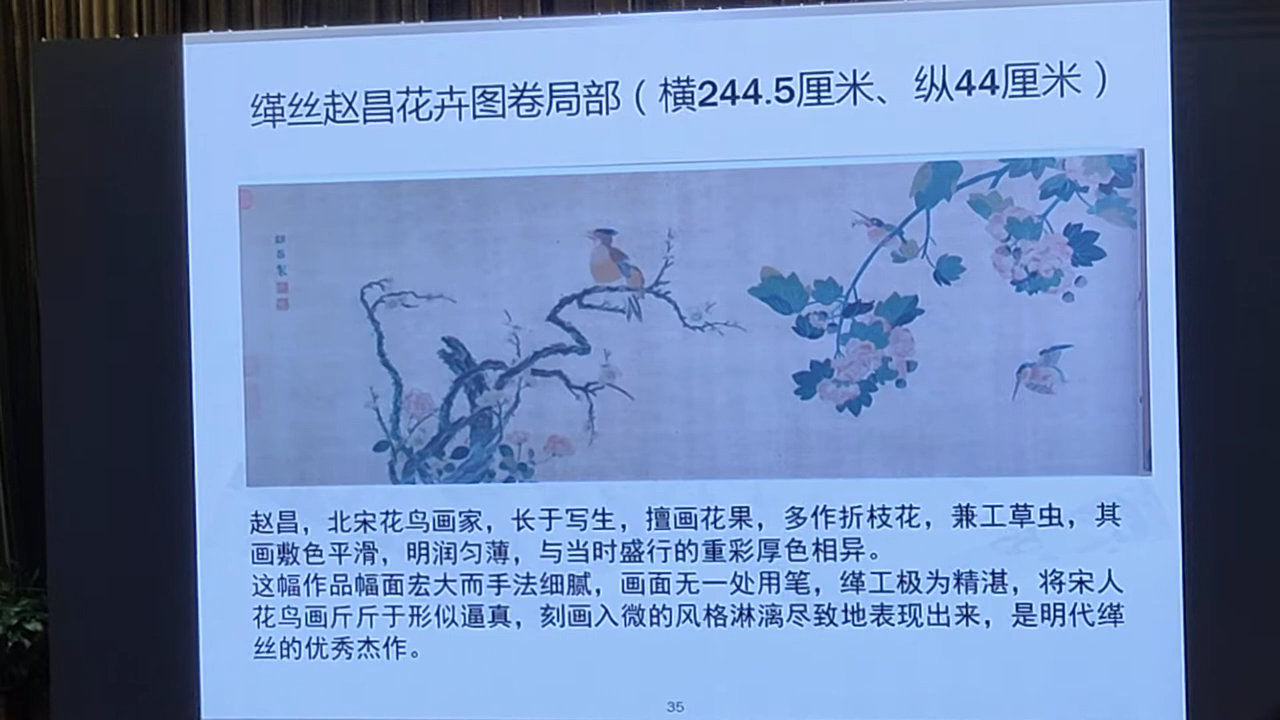 缂丝赵昌花卉图卷局部（横244.5厘米、纵44厘米）
赵昌，北宋花鸟画家，长于写生，擅画花果，多作折枝花，兼工草虫，其
画敷色平滑，明润匀薄，与当时盛行的重彩厚色相异。
这幅作品幅面宏大而手法细腻，画面无一处用笔，缂工极为精湛，将宋人
花鸟画斤斤于形似逼真，刻画入微的风格淋漓尽致地表现出来，是明代缂
丝的优秀杰作。
35